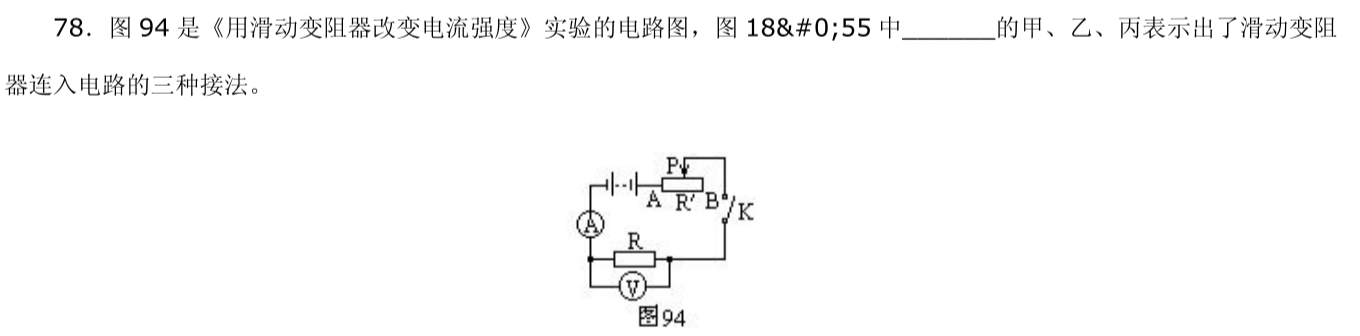 78．图 94 是《用滑动变阻器改变电流强度》实验的电路图，图 18&#0;55 中________的甲、乙、丙表示出了滑动变阻
器连入电路的三种接法。
P
A R′ B K
A
R
V
图94